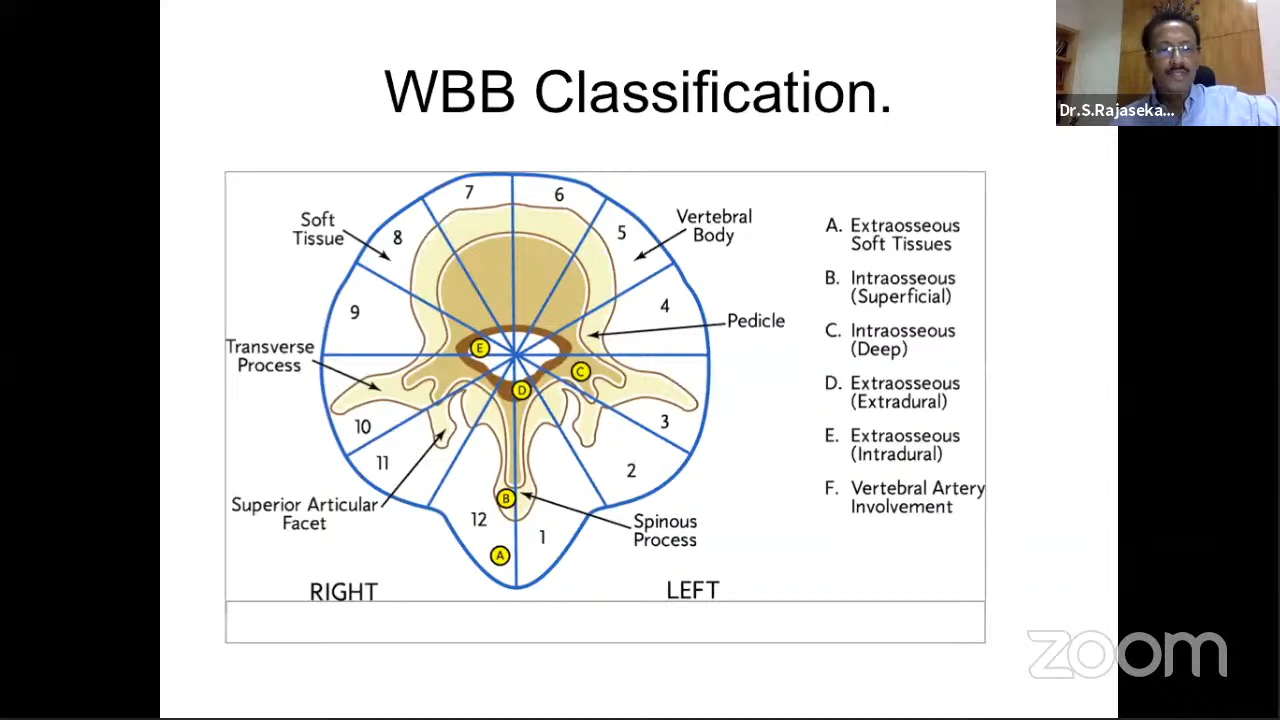 WBB Classification.
Dr.S.Rajaseka...
7
6
Soft
Tissue
8
5
Vertebral
Body
9
4
Pedicle
Transverse
Process
E
C
D
10
3
11
2
Superior Articular
Facet
B
12
1
Spinous
Process
A
RIGHT
LEFT
A. Extraosseous
Soft Tissues
B. Intraosseous
(Superficial)
C. Intraosseous
(Deep)
D. Extraosseous
(Extradural)
E. Extraosseous
(Intradural)
F. Vertebral Artery
Involvement
zoom